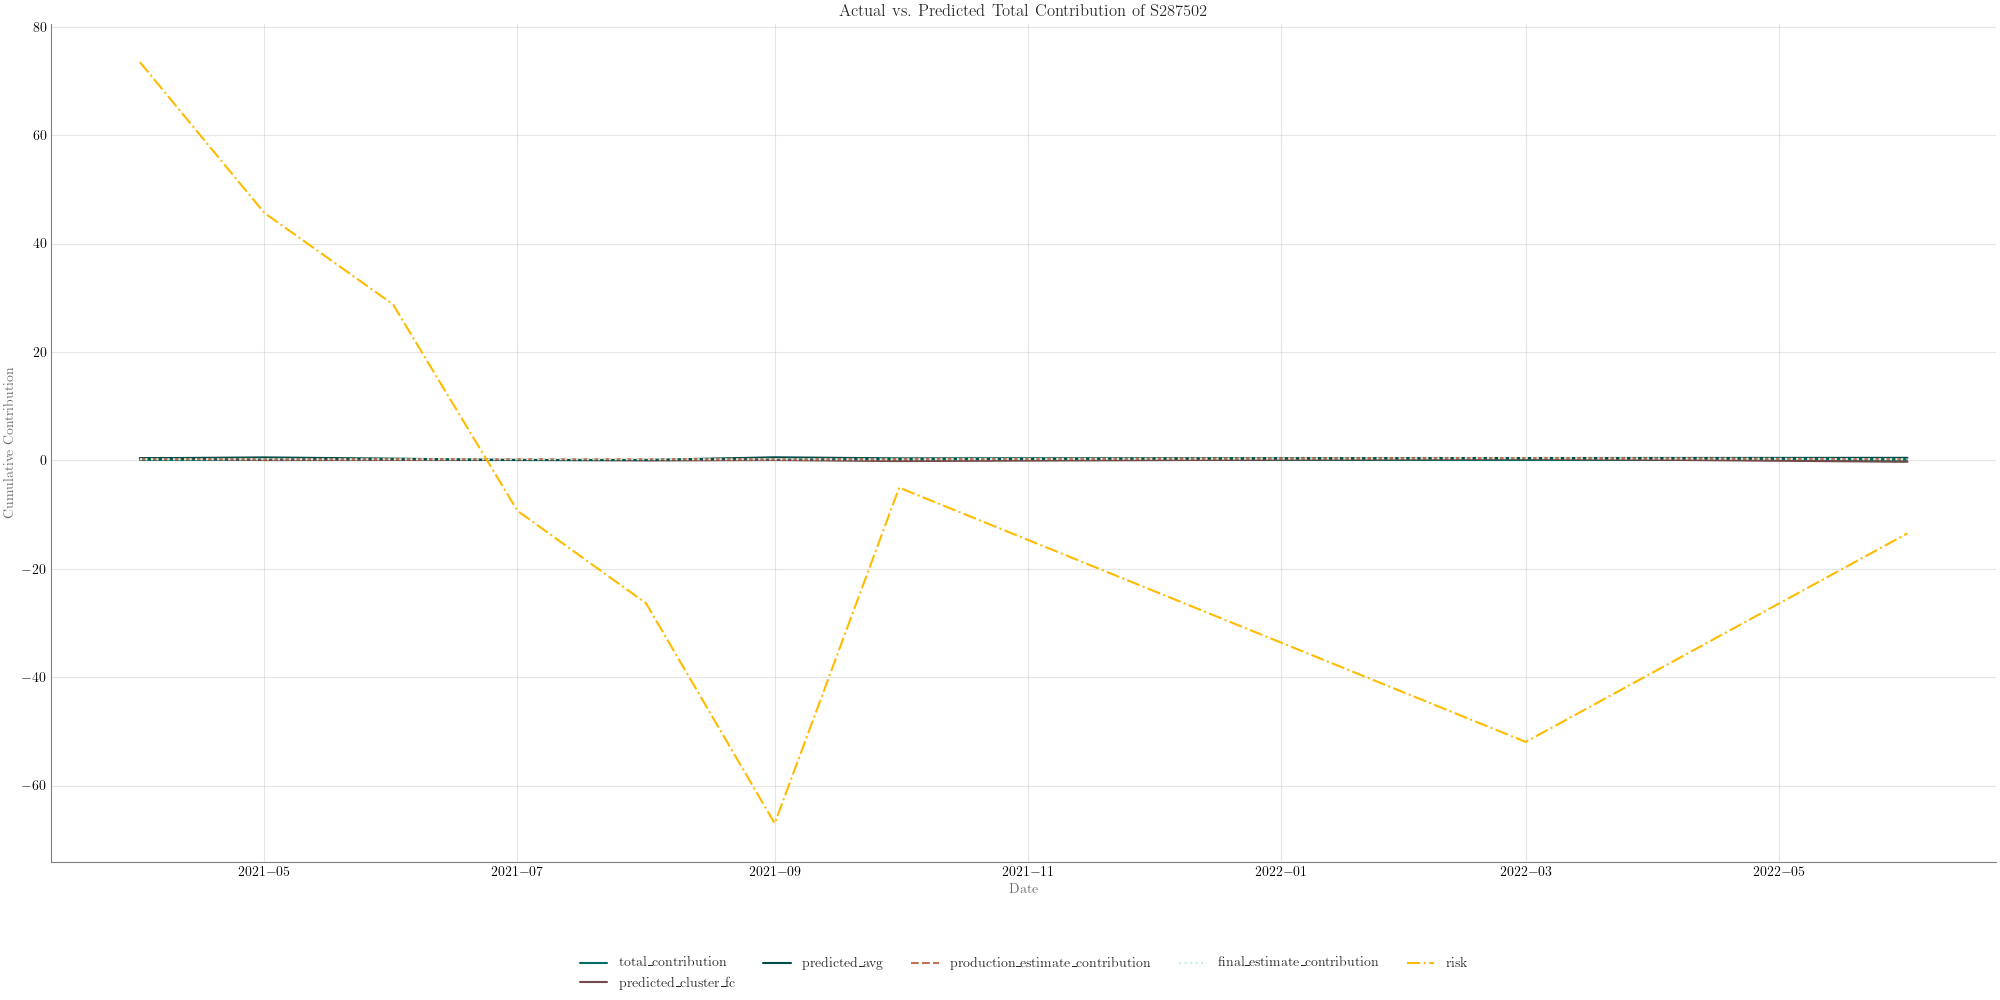 Actual vs. Predicted Total Contribution of S287502
80
60
40
20
0
−20
−40
−60
Cumulative Contribution
2021−05
2021−07
2021−09
2021−11
2022−01
2022−03
2022−05
Date
total_contribution
predicted_cluster_fc
predicted_avg
production_estimate_contribution
final_estimate_contribution
risk